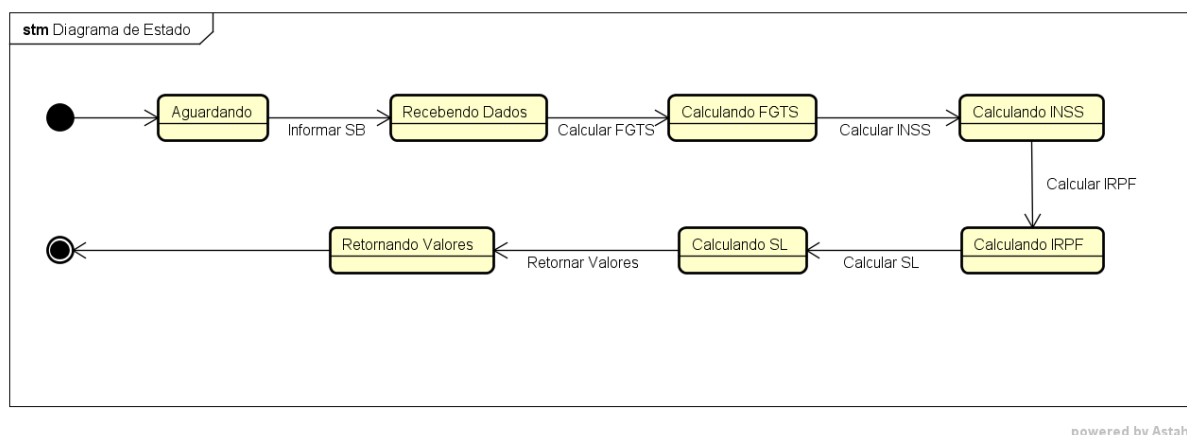 stm Diagrama de Estado
Aguardando
Informar SB
Recebendo Dados
Calcular FGTS
Calculando FGTS
Calcular INSS
Calculando INSS
Calcular IRPF
Calculando IRPF
Calcular SL
Calculando SL
Retornar Valores
Retornando Valores
powered by Astah